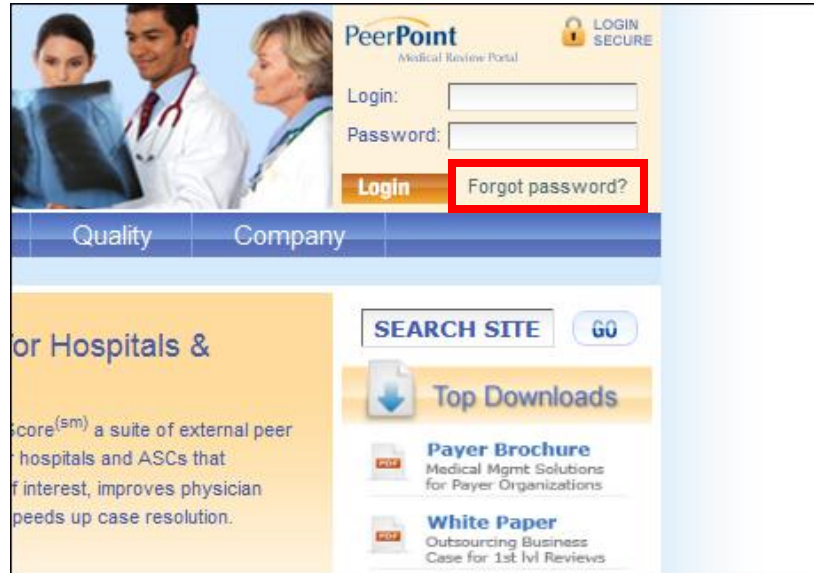 PeerPoint
Medical Review Portal
LOGIN
SECURE
Login:
Password:
Login
Forgot password?
Quality
Company
or Hospitals &
core(sm) a suite of external peer
hospitals and ASCs that
f interest, improves physician
peeds up case resolution.
SEARCH SITE
GO
Top Downloads
PDF
Payer Brochure
Medical Mgmt Solutions
for Payer Organizations
PDF
White Paper
Outsourcing Business
Case for 1st lvl Reviews